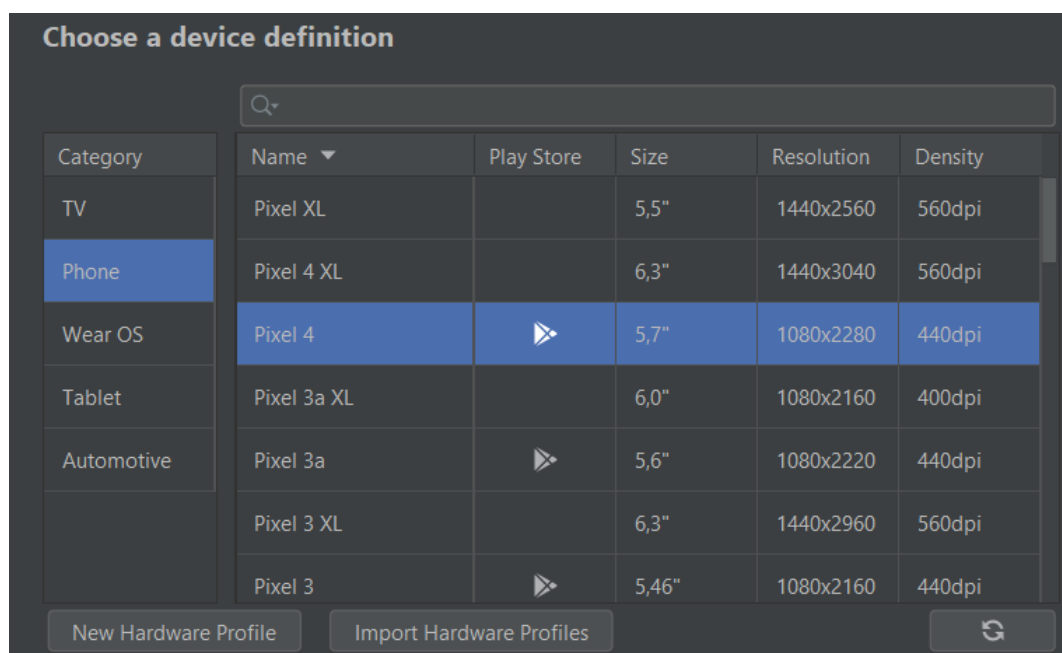 Choose a device definition
Category Name Play Store Size Resolution Density
TV Pixel XL 5,5" 1440x2560 560dpi
Phone Pixel 4 XL 6,3" 1440x3040 560dpi
Wear OS Pixel 4 5,7" 1080x2280 440dpi
Tablet Pixel 3a XL 6,0" 1080x2160 400dpi
Automotive Pixel 3a 5,6" 1080x2220 440dpi
Pixel 3 XL 6,3" 1440x2960 560dpi
Pixel 3 5,46" 1080x2160 440dpi
New Hardware Profile Import Hardware Profiles